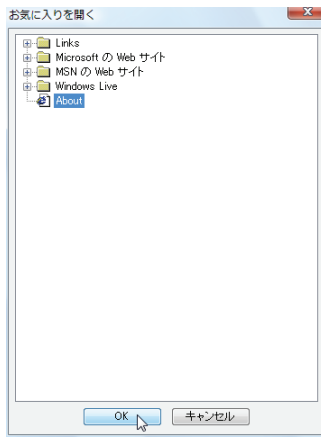 お気に入りを開く
Links
Microsoft の Web サイト
MSN の Web サイト
Windows Live
About
OK
キャンセル